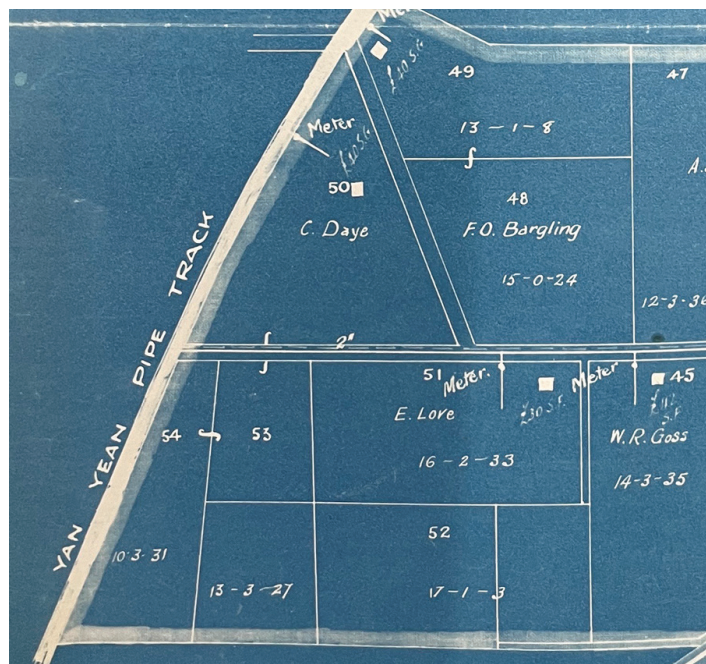 Meter
£40 S.F.
49
47
13 - 1 - 8
Meter
50
48
C. Daye
F.O. Bargling
15-0-24
12-3-36
YAN YEAN PIPE TRACK
2"
51
Meter.
Meter
45
£30 S.F.
S.F.
E. Love
54
53
W. R. Goss
16 - 2 - 33
14-3-35
52
10·3·31
13 - 3 - 27
17 - 1 - 3